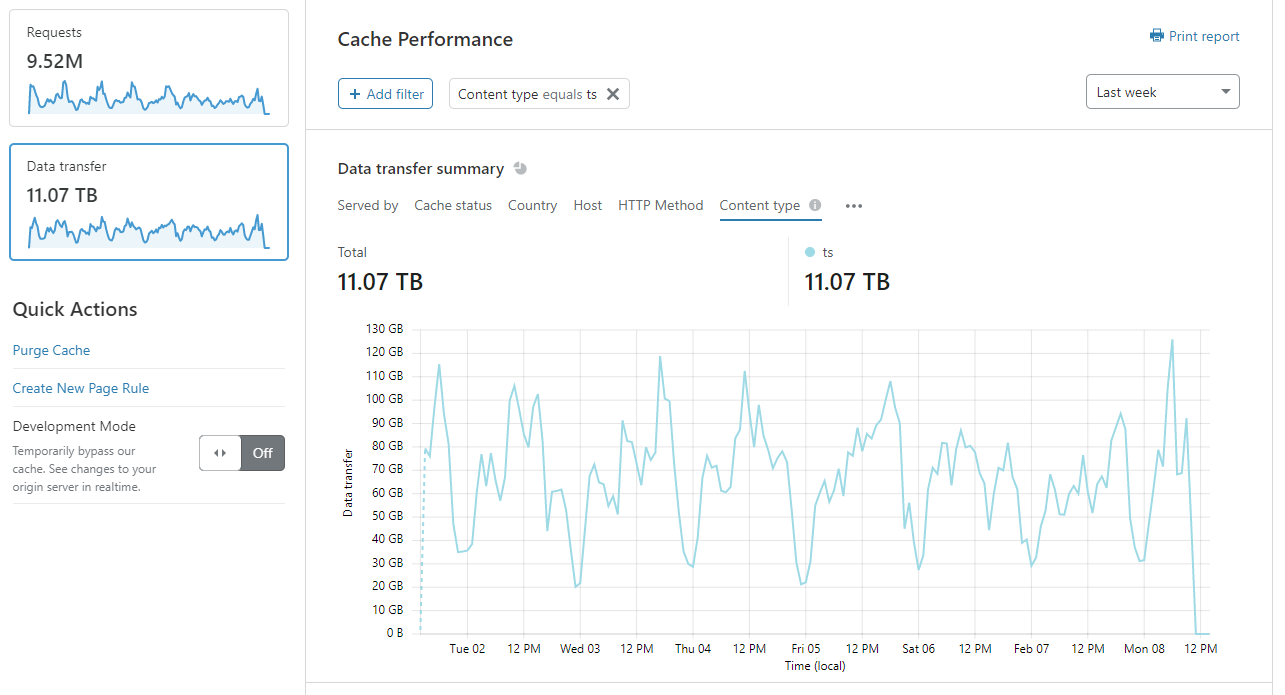 Requests
9.52M
Data transfer
11.07 TB
Quick Actions
Purge Cache
Create New Page Rule
Development Mode
Temporarily bypass our
cache. See changes to your
origin server in realtime.
Off
Cache Performance
Print report
+ Add filter
Content type equals ts
Last week
Data transfer summary
Served by Cache status Country Host HTTP Method Content type
Total
11.07 TB
ts
11.07 TB
Data transfer
130 GB
120 GB
110 GB
100 GB
90 GB
80 GB
70 GB
60 GB
50 GB
40 GB
30 GB
20 GB
10 GB
0 B
Tue 02 12 PM Wed 03 12 PM Thu 04 12 PM Fri 05 12 PM Sat 06 12 PM Feb 07 12 PM Mon 08 12 PM
Time (local)